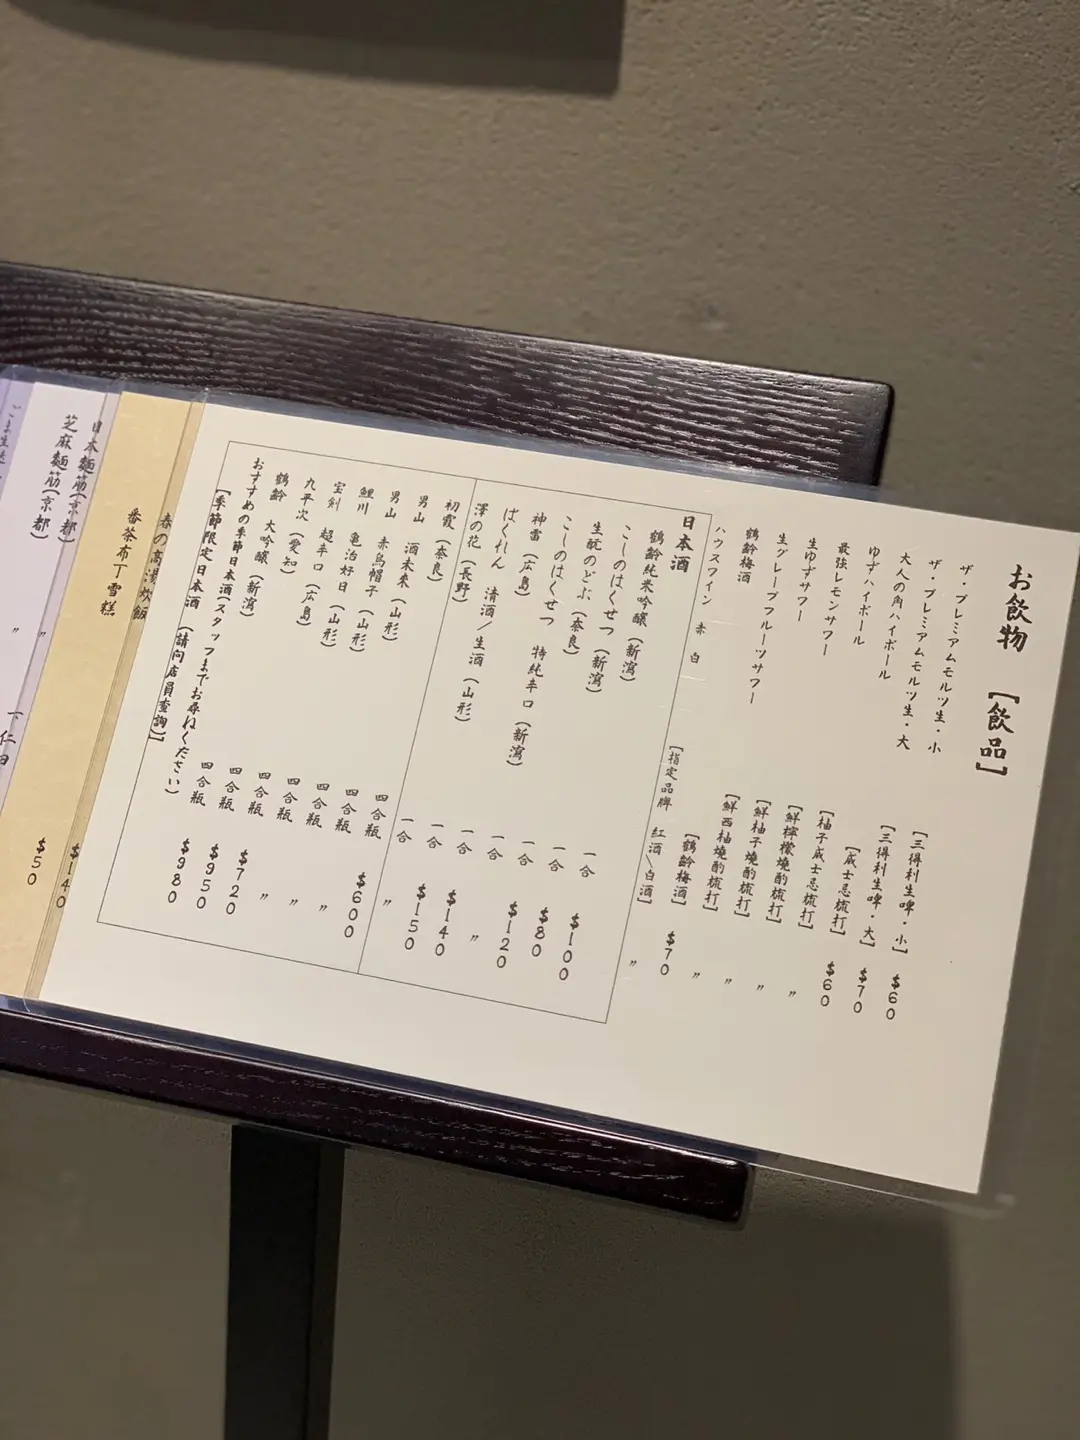 お飲物 【飲品】
ザ・プレミアムモルツ生・小 [三得利生啤・小] $60
ザ・プレミアムモルツ生・大 [三得利生啤・大] $70
大人の角ハイボール [威士忌梳打] $60
ゆずハイボール [柚子威士忌梳打] 〃
最強レモンサワー [鮮檸檬燒酌梳打] 〃
生ゆずサワー [鮮柚子燒酌梳打] 〃
生グレープフルーツサワー [鮮西柚燒酌梳打] 〃
鶴齢梅酒 [鶴齡梅酒] $70
ハウスワイン 赤 白 [指定品牌 紅酒＼白酒] 〃
日本酒
鶴齢純米吟醸（新潟） 一合 $100
こしのはくせつ（新潟） 一合 $80
生酛のどぶ（奈良） 一合 $120
こしのはくせつ 特純辛口（新潟） 一合 〃
神雷（広島） 一合 $140
はくれん 清酒／生酒（山形） 一合 $150
澤の花（長野） 一合 〃
初霞（奈良） 四合瓶 $600
男山 酒未来（山形） 四合瓶 〃
男山 赤烏帽子（山形） 四合瓶 〃
鯉川 亀治好日（山形） 四合瓶 〃
宝剣 超辛口（広島） 四合瓶 $720
九平次（愛知） 四合瓶 $950
鶴齢 大吟醸（新潟） 四合瓶 $980
おすすめの季節日本酒（スタッフまでお尋ねください）
【季節限定日本酒（請向店員查詢）】
春の高湯炊飯 $140
番茶布丁雪糕 $50
日本麵筋（京都） 〃
芝麻麵筋（京都） 〃